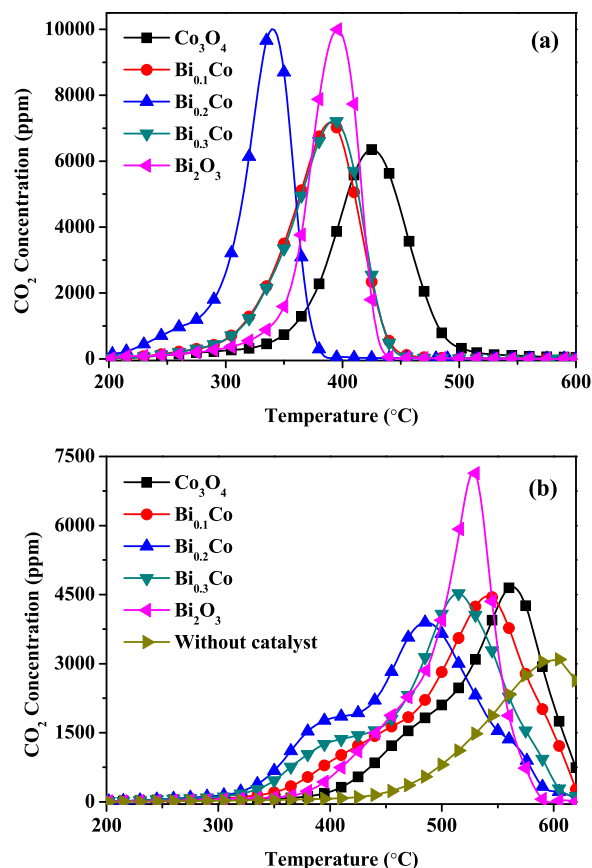 (a)
Co₃O₄
Bi₀.₁Co
Bi₀.₂Co
Bi₀.₃Co
Bi₂O₃
CO₂ Concentration (ppm)
10000
8000
6000
4000
2000
0
200 300 400 500 600
Temperature (°C)
(b)
Co₃O₄
Bi₀.₁Co
Bi₀.₂Co
Bi₀.₃Co
Bi₂O₃
Without catalyst
CO₂ Concentration (ppm)
7500
6000
4500
3000
1500
0
200 300 400 500 600
Temperature (°C)